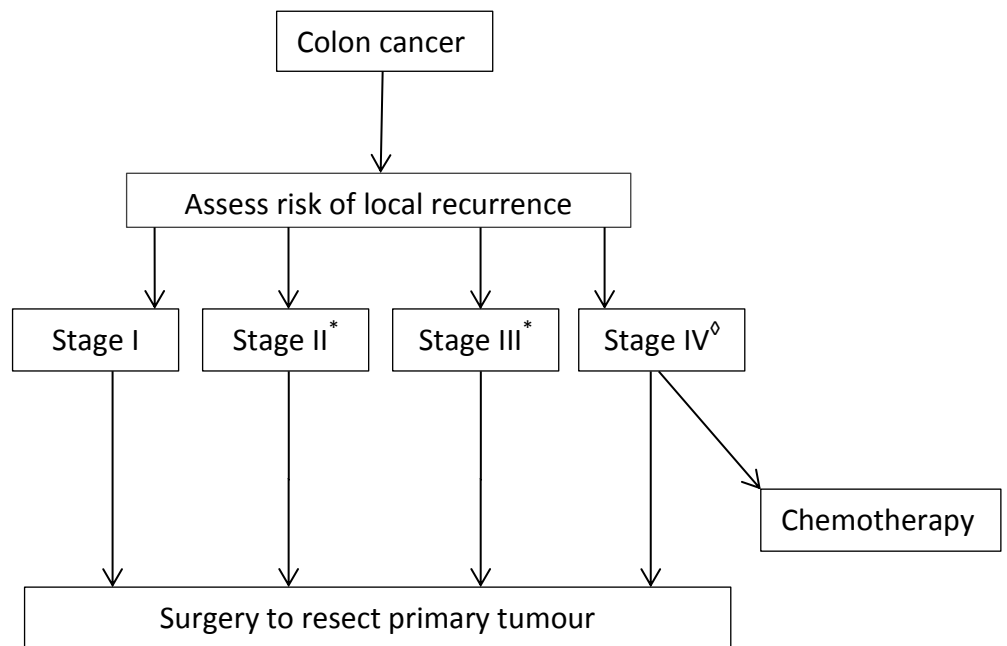 Colon cancer
Assess risk of local recurrence
Stage I
Stage II*
Stage III*
Stage IV◊
Chemotherapy
Surgery to resect primary tumour